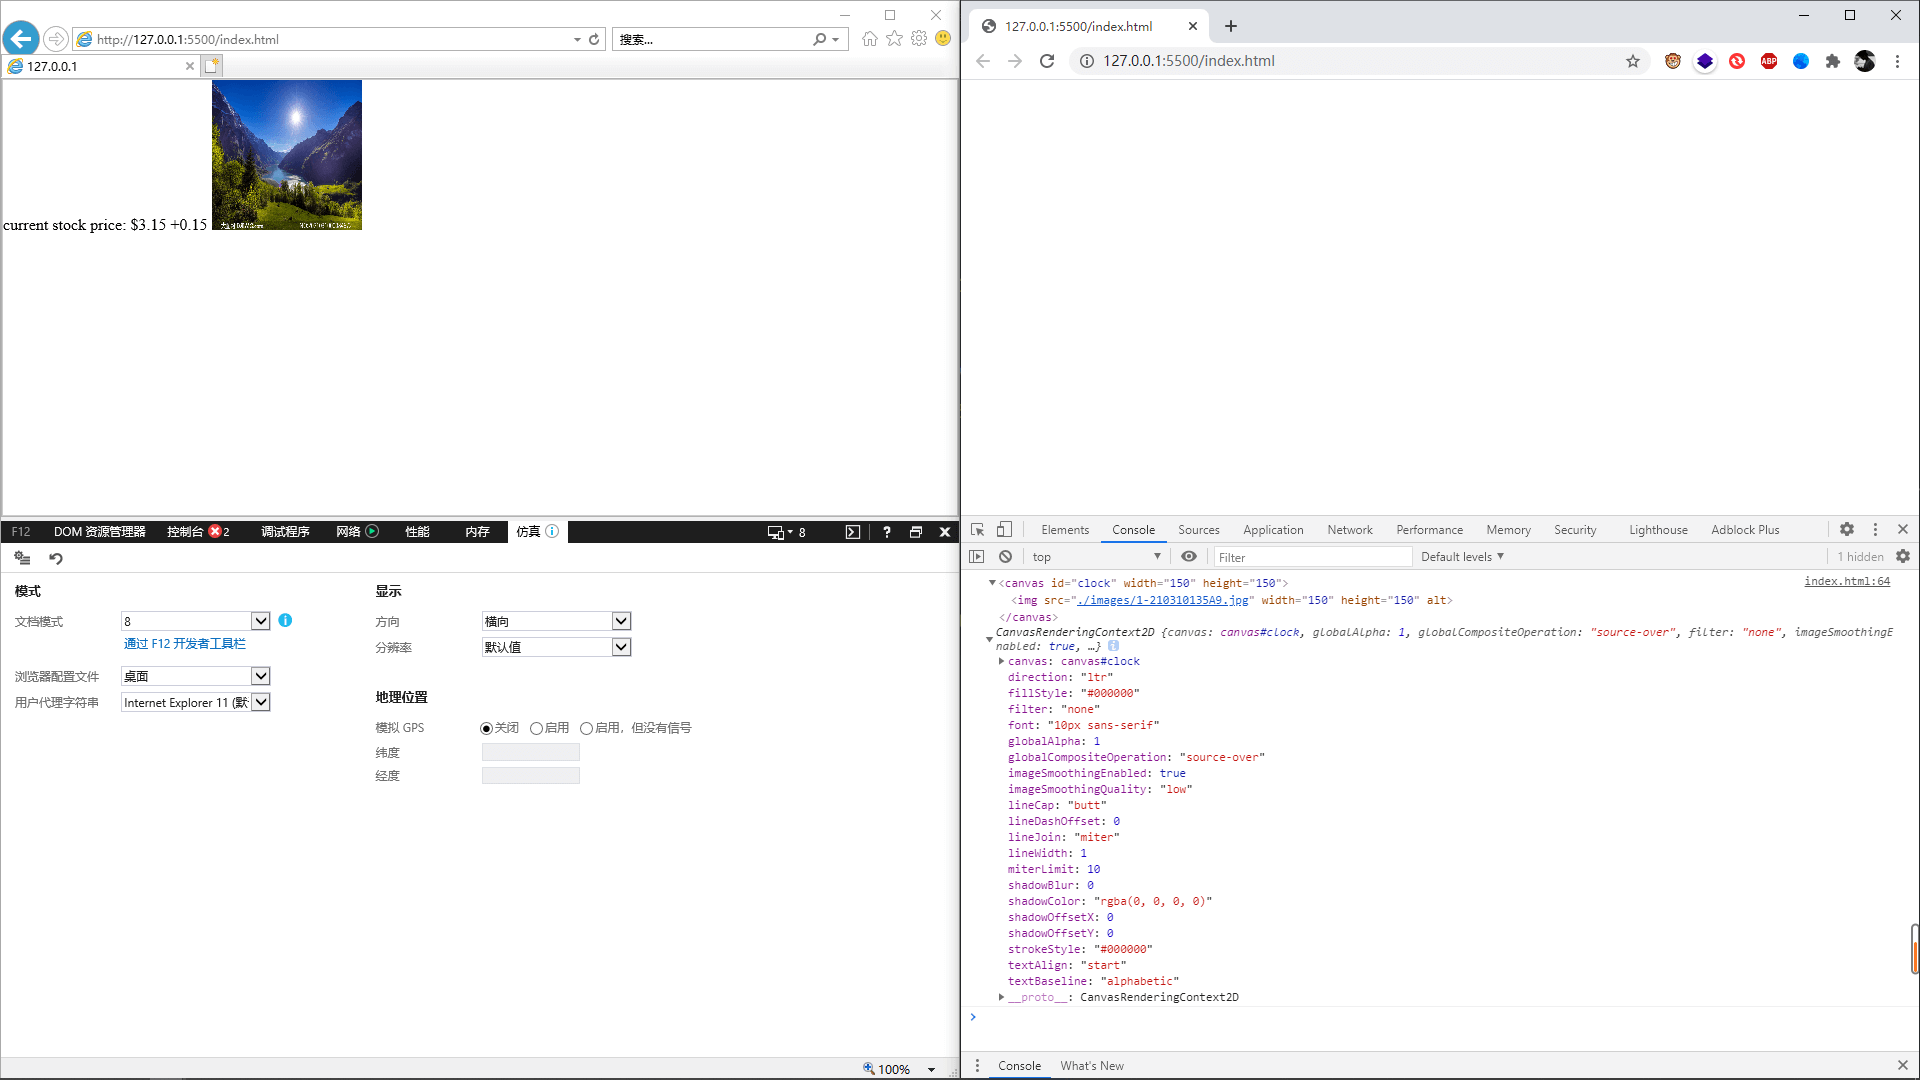 http://127.0.0.1:5500/index.html
搜索...
127.0.0.1
current stock price: $3.15 +0.15
F12 DOM 资源管理器 控制台 2 调试程序 网络 性能 内存 仿真 8
模式
文档模式 8
通过 F12 开发者工具栏
浏览器配置文件 桌面
用户代理字符串 Internet Explorer 11 (默
显示
方向 横向
分辨率 默认值
地理位置
模拟 GPS 关闭 启用 启用，但没有信号
纬度
经度
100%
127.0.0.1:5500/index.html
127.0.0.1:5500/index.html
ABP
Elements Console Sources Application Network Performance Memory Security Lighthouse Adblock Plus
top Filter Default levels 1 hidden
<canvas id="clock" width="150" height="150"> index.html:64
<img src="./images/1-210310135A9.jpg" width="150" height="150" alt>
</canvas>
CanvasRenderingContext2D {canvas: canvas#clock, globalAlpha: 1, globalCompositeOperation: "source-over", filter: "none", imageSmoothingE
nabled: true, …}
canvas: canvas#clock
direction: "ltr"
fillStyle: "#000000"
filter: "none"
font: "10px sans-serif"
globalAlpha: 1
globalCompositeOperation: "source-over"
imageSmoothingEnabled: true
imageSmoothingQuality: "low"
lineCap: "butt"
lineDashOffset: 0
lineJoin: "miter"
lineWidth: 1
miterLimit: 10
shadowBlur: 0
shadowColor: "rgba(0, 0, 0, 0)"
shadowOffsetX: 0
shadowOffsetY: 0
strokeStyle: "#000000"
textAlign: "start"
textBaseline: "alphabetic"
__proto__: CanvasRenderingContext2D
Console What's New